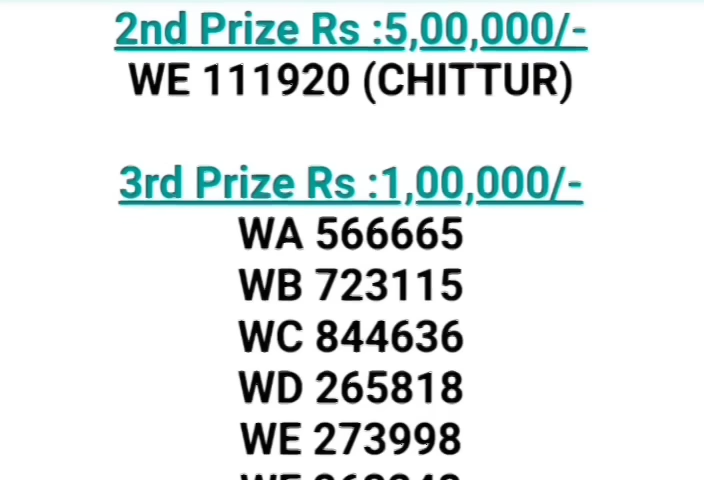 2nd Prize Rs :5,00,000/-
WE 111920 (CHITTUR)
3rd Prize Rs :1,00,000/-
WA 566665
WB 723115
WC 844636
WD 265818
WE 273998